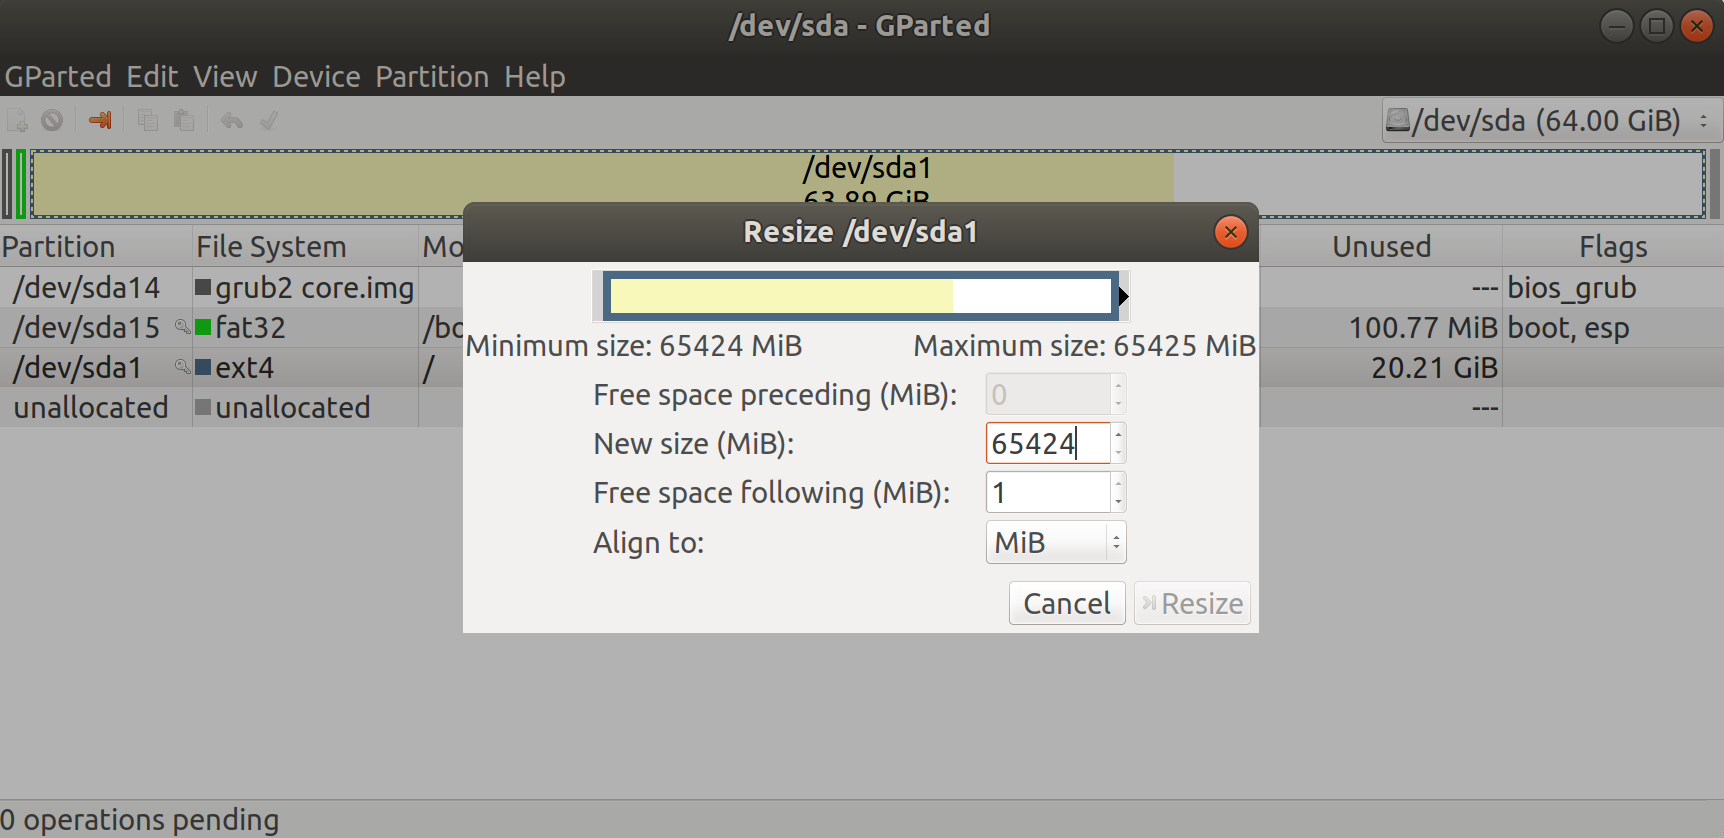 /dev/sda - GParted
GParted Edit View Device Partition Help
/dev/sda (64.00 GiB)
/dev/sda1
63.89 GiB
Resize /dev/sda1
Partition File System Mo Unused Flags
/dev/sda14 grub2 core.img --- bios_grub
/dev/sda15 fat32 /bo 100.77 MiB boot, esp
/dev/sda1 ext4 / 20.21 GiB
unallocated unallocated ---
Minimum size: 65424 MiB Maximum size: 65425 MiB
Free space preceding (MiB): 0
New size (MiB): 65424
Free space following (MiB): 1
Align to: MiB
Cancel Resize
0 operations pending